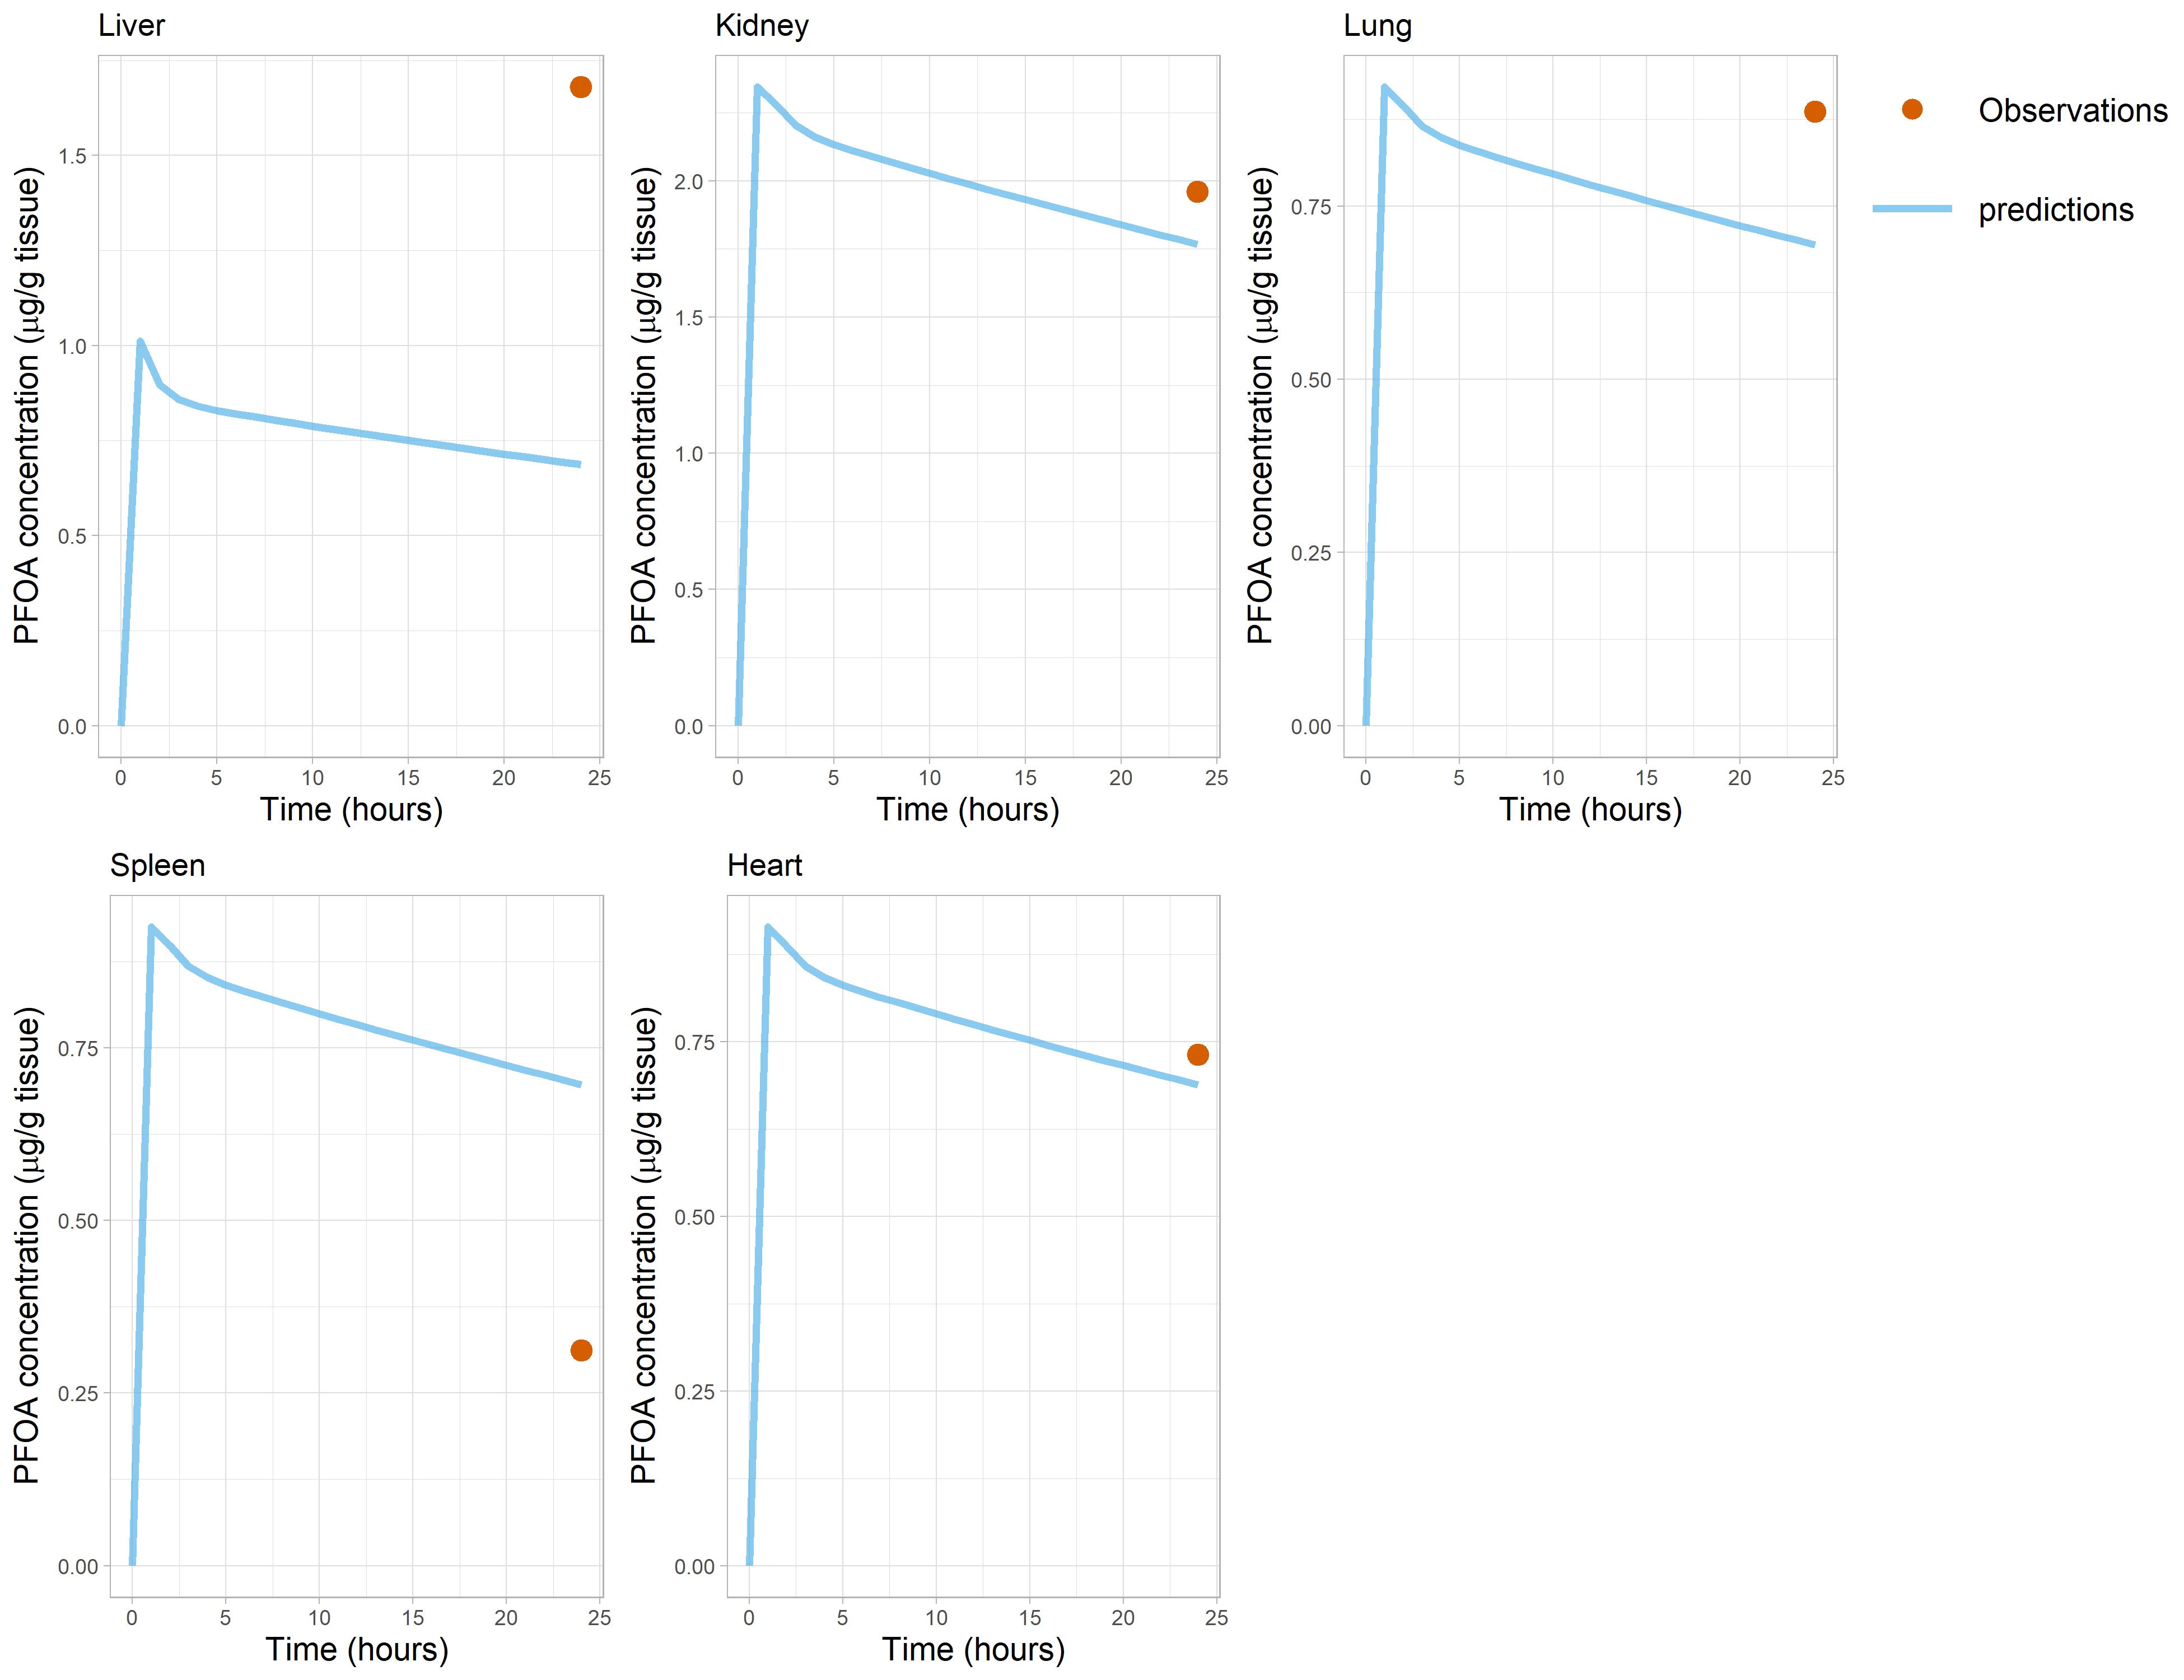 Liver
PFOA concentration (μg/g tissue)
1.5
1.0
0.5
0.0
0 5 10 15 20 25
Time (hours)
Kidney
PFOA concentration (μg/g tissue)
2.0
1.5
1.0
0.5
0.0
0 5 10 15 20 25
Time (hours)
Lung
PFOA concentration (μg/g tissue)
0.75
0.50
0.25
0.00
0 5 10 15 20 25
Time (hours)
Observations
predictions
Spleen
PFOA concentration (μg/g tissue)
0.75
0.50
0.25
0.00
0 5 10 15 20 25
Time (hours)
Heart
PFOA concentration (μg/g tissue)
0.75
0.50
0.25
0.00
0 5 10 15 20 25
Time (hours)